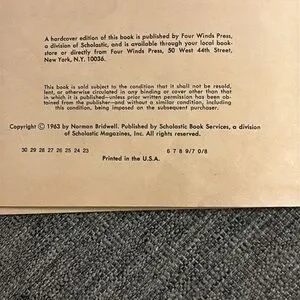 A hardcover edition of this book is published by Four Winds Press,
a division of Scholastic, and is available through your local book-
store or directly from Four Winds Press, 50 West 44th Street,
New York, N.Y. 10036.
This book is sold subject to the condition that it shall not be resold,
lent, or otherwise circulated in any binding or cover other than that
in which it is published—unless prior written permission has been ob-
tained from the publisher—and without a similar condition, including
this condition, being imposed on the subsequent purchaser.
Copyright © 1963 by Norman Bridwell. Published by Scholastic Book Services, a division
of Scholastic Magazines, Inc. All rights reserved.
30 29 28 27 26 25 24 23 6 7 8 9/7 0/8
Printed in the U.S.A.